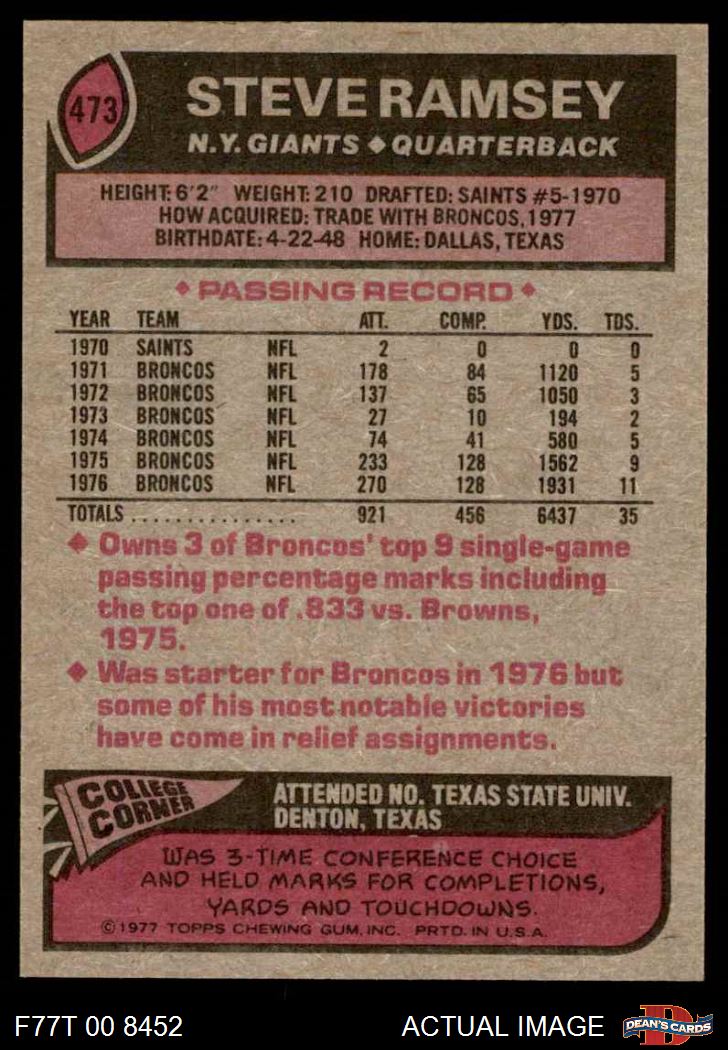 473
STEVE RAMSEY
N.Y. GIANTS ♦ QUARTERBACK
HEIGHT: 6'2" WEIGHT: 210 DRAFTED: SAINTS #5-1970
HOW ACQUIRED: TRADE WITH BRONCOS, 1977
BIRTHDATE: 4-22-48 HOME: DALLAS, TEXAS
♦ PASSING RECORD ♦
YEAR TEAM ATT. COMP. YDS. TDS.
1970 SAINTS NFL 2 0 0 0
1971 BRONCOS NFL 178 84 1120 5
1972 BRONCOS NFL 137 65 1050 3
1973 BRONCOS NFL 27 10 194 2
1974 BRONCOS NFL 74 41 580 5
1975 BRONCOS NFL 233 128 1562 9
1976 BRONCOS NFL 270 128 1931 11
TOTALS ................ 921 456 6437 35
♦ Owns 3 of Broncos' top 9 single-game
passing percentage marks including
the top one of .833 vs. Browns,
1975.
♦ Was starter for Broncos in 1976 but
some of his most notable victories
have come in relief assignments.
COLLEGE
CORNER
ATTENDED NO. TEXAS STATE UNIV.
DENTON, TEXAS
WAS 3-TIME CONFERENCE CHOICE
AND HELD MARKS FOR COMPLETIONS,
YARDS AND TOUCHDOWNS.
©1977 TOPPS CHEWING GUM, INC. PRTD. IN U.S.A.
F77T 00 8452
ACTUAL IMAGE
D
DEAN'S CARDS